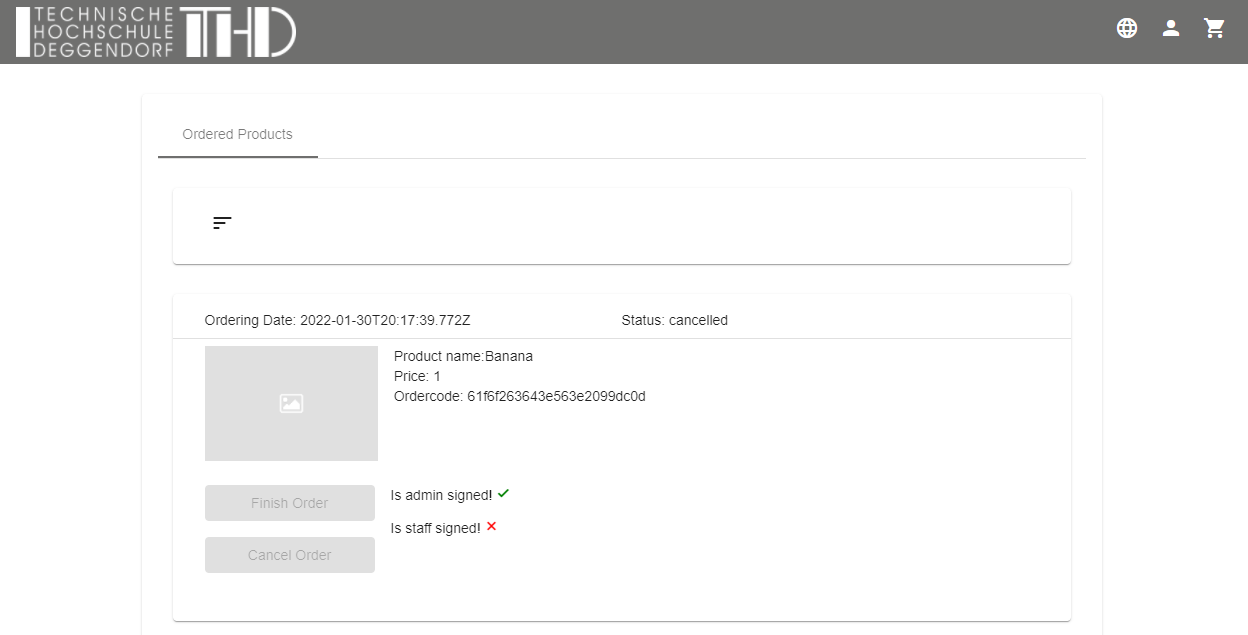 TECHNISCHE
HOCHSCHULE
DEGGENDORF
THD
Ordered Products
Ordering Date: 2022-01-30T20:17:39.772Z
Status: cancelled
Product name:Banana
Price: 1
Ordercode: 61f6f263643e563e2099dc0d
Finish Order
Is admin signed!
Is staff signed!
Cancel Order